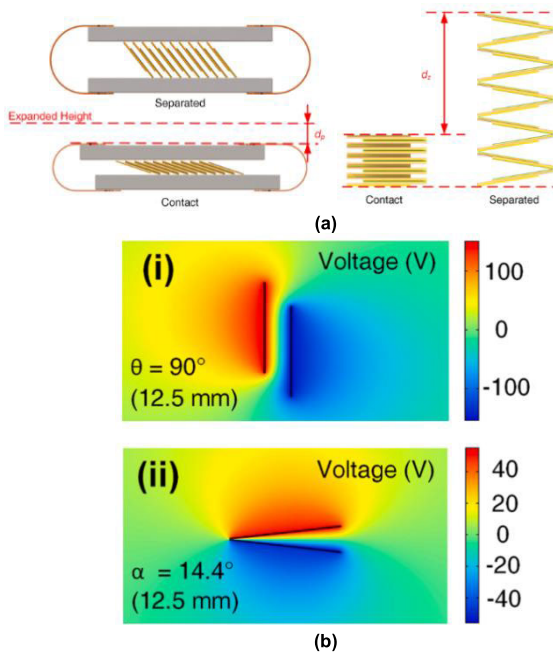 Separated
Expanded Height
dp
Contact
dz
Contact
Separated
(a)
(i)
Voltage (V)
θ = 90°
(12.5 mm)
100
0
-100
(ii)
Voltage (V)
α = 14.4°
(12.5 mm)
40
20
0
-20
-40
(b)